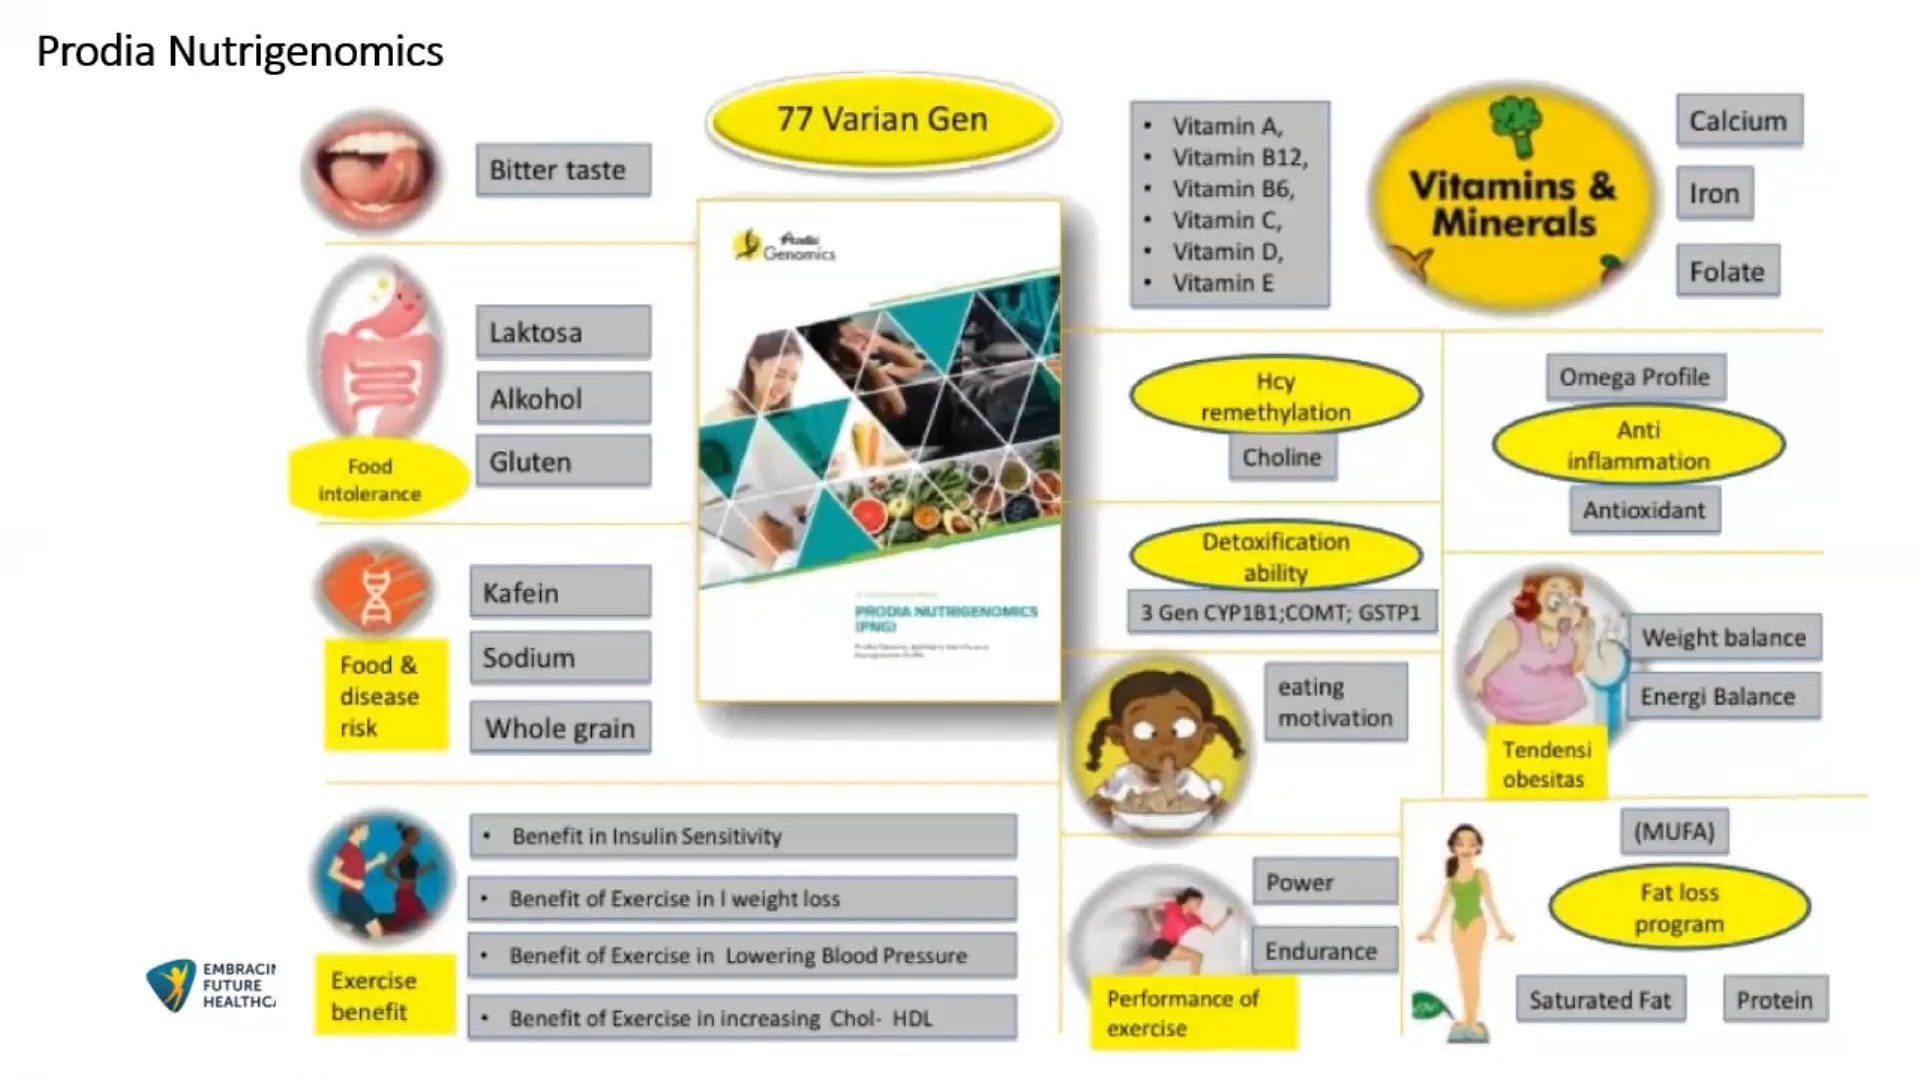 Prodia Nutrigenomics
77 Varian Gen
Bitter taste
Laktosa
Alkohol
Gluten
Food
intolerance
Kafein
Sodium
Whole grain
Food &
disease
risk
Prodia
Genomics
PRODIA NUTRIGENOMICS
(PNG)
• Vitamin A,
• Vitamin B12,
• Vitamin B6,
• Vitamin C,
• Vitamin D,
• Vitamin E
Vitamins &
Minerals
Calcium
Iron
Folate
Hcy
remethylation
Choline
Omega Profile
Anti
inflammation
Antioxidant
Detoxification
ability
3 Gen CYP1B1;COMT; GSTP1
eating
motivation
Weight balance
Energi Balance
Tendensi
obesitas
• Benefit in Insulin Sensitivity
• Benefit of Exercise in l weight loss
• Benefit of Exercise in Lowering Blood Pressure
• Benefit of Exercise in increasing Chol- HDL
Exercise
benefit
Power
Endurance
Performance of
exercise
(MUFA)
Fat loss
program
Saturated Fat
Protein
EMBRACIN
FUTURE
HEALTHCA